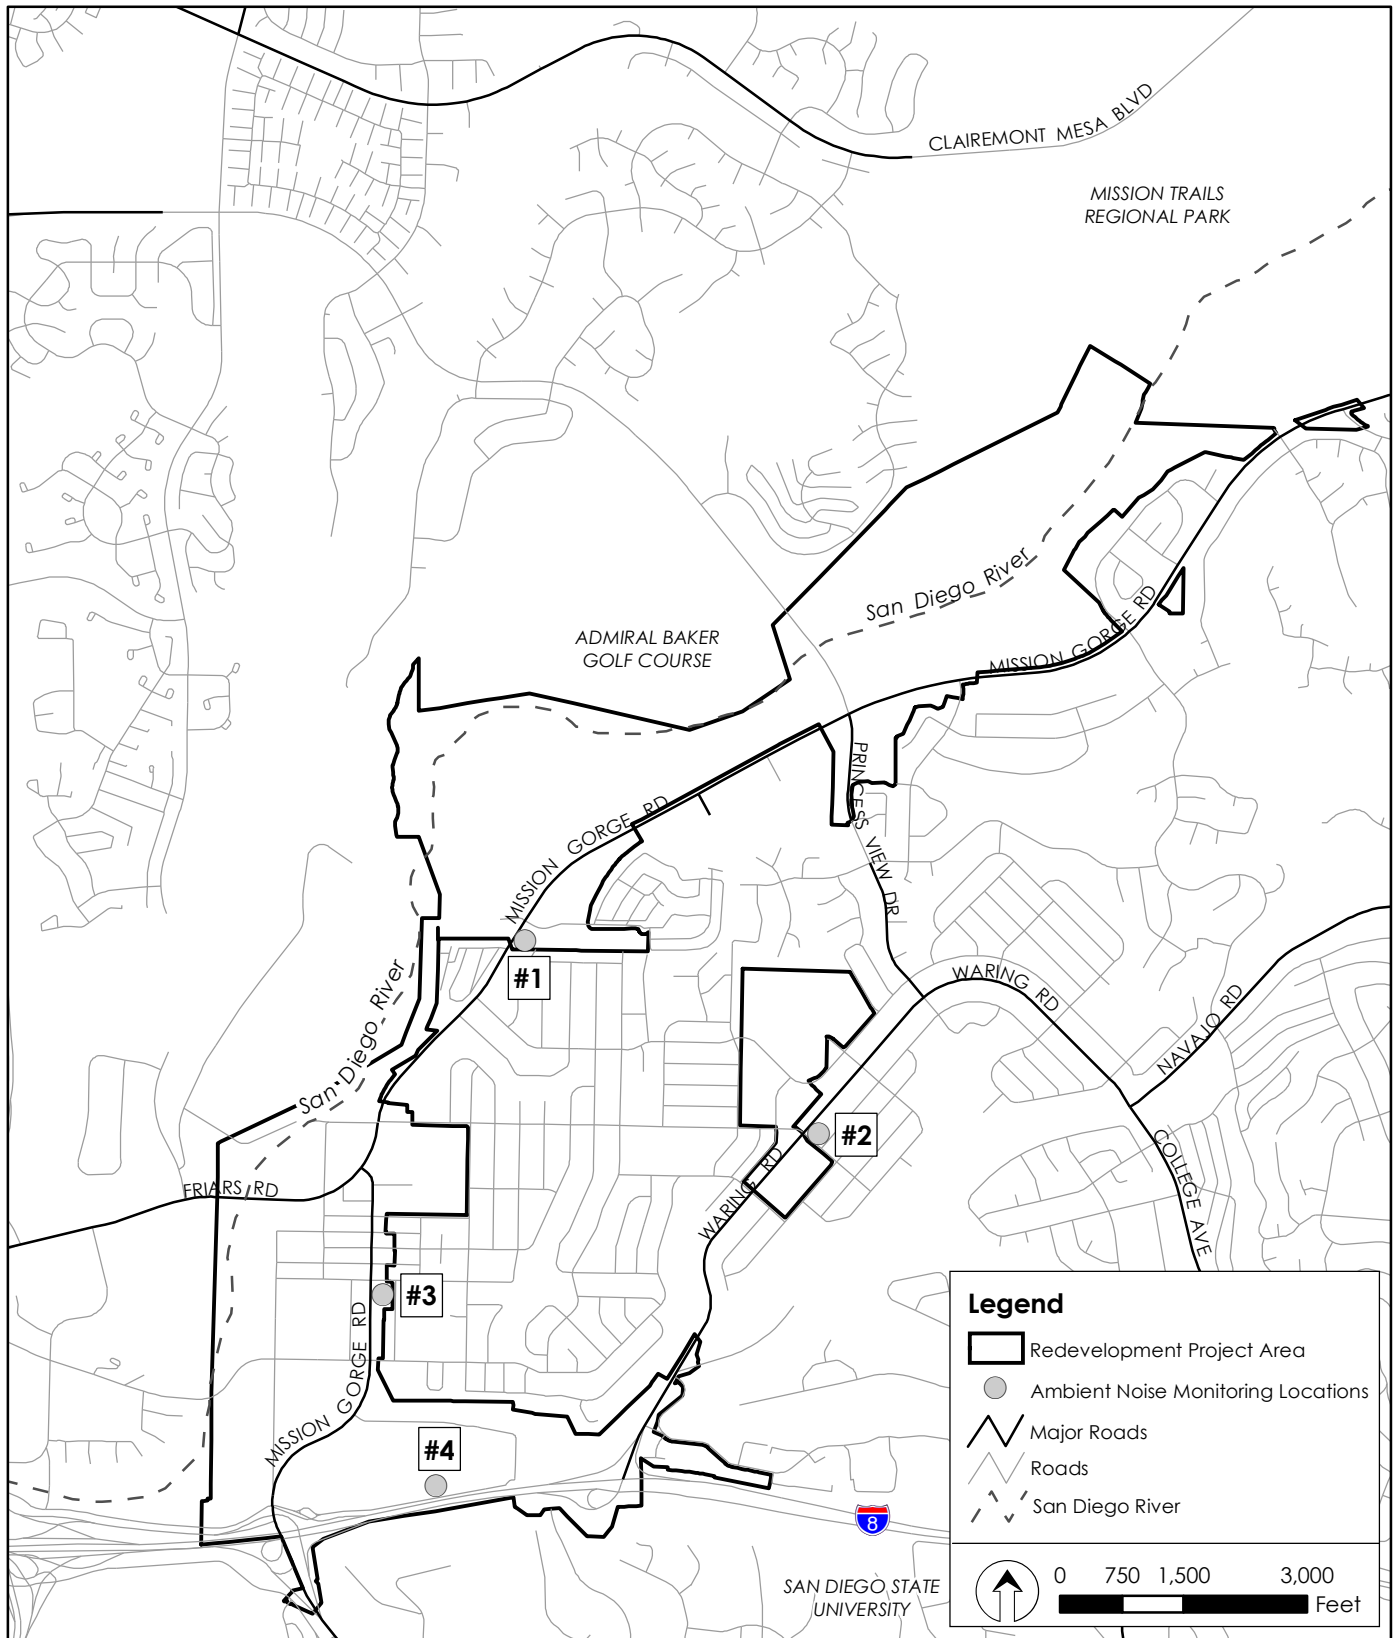 CLAIREMONT MESA BLVD
MISSION TRAILS
REGIONAL PARK
San Diego River
ADMIRAL BAKER
GOLF COURSE
MISSION GORGE RD
PRINCESS VIEW DR
MISSION GORGE RD
#1
San Diego River
WARING RD
NAVAJO RD
#2
COLLEGE AVE
WARING RD
FRIARS RD
#3
MISSION GORGE RD
#4
8
SAN DIEGO STATE
UNIVERSITY
Legend
Redevelopment Project Area
Ambient Noise Monitoring Locations
Major Roads
Roads
San Diego River
0 750 1,500 3,000
Feet